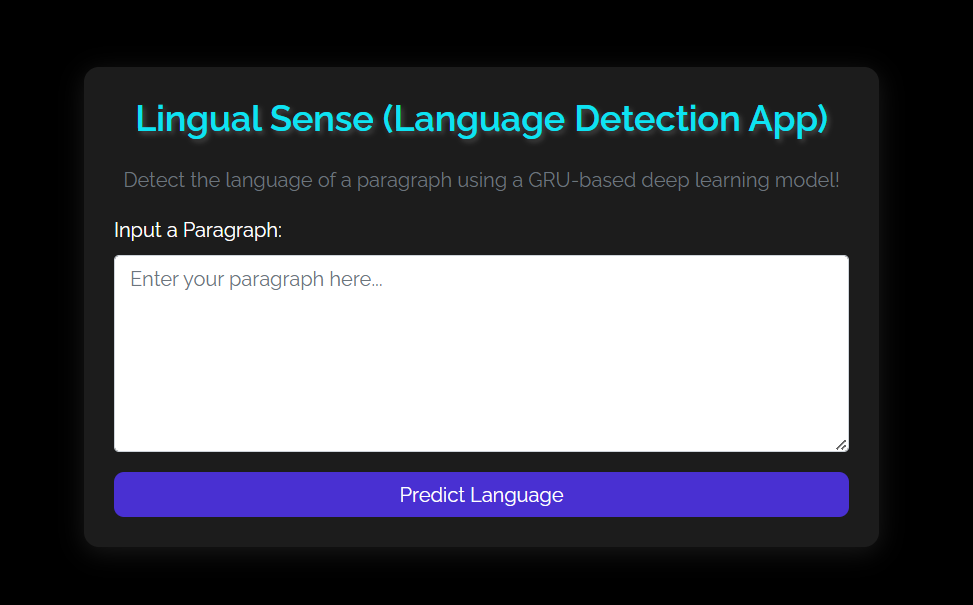 Lingual Sense (Language Detection App)
Detect the language of a paragraph using a GRU-based deep learning model!
Input a Paragraph:
Enter your paragraph here...
Predict Language